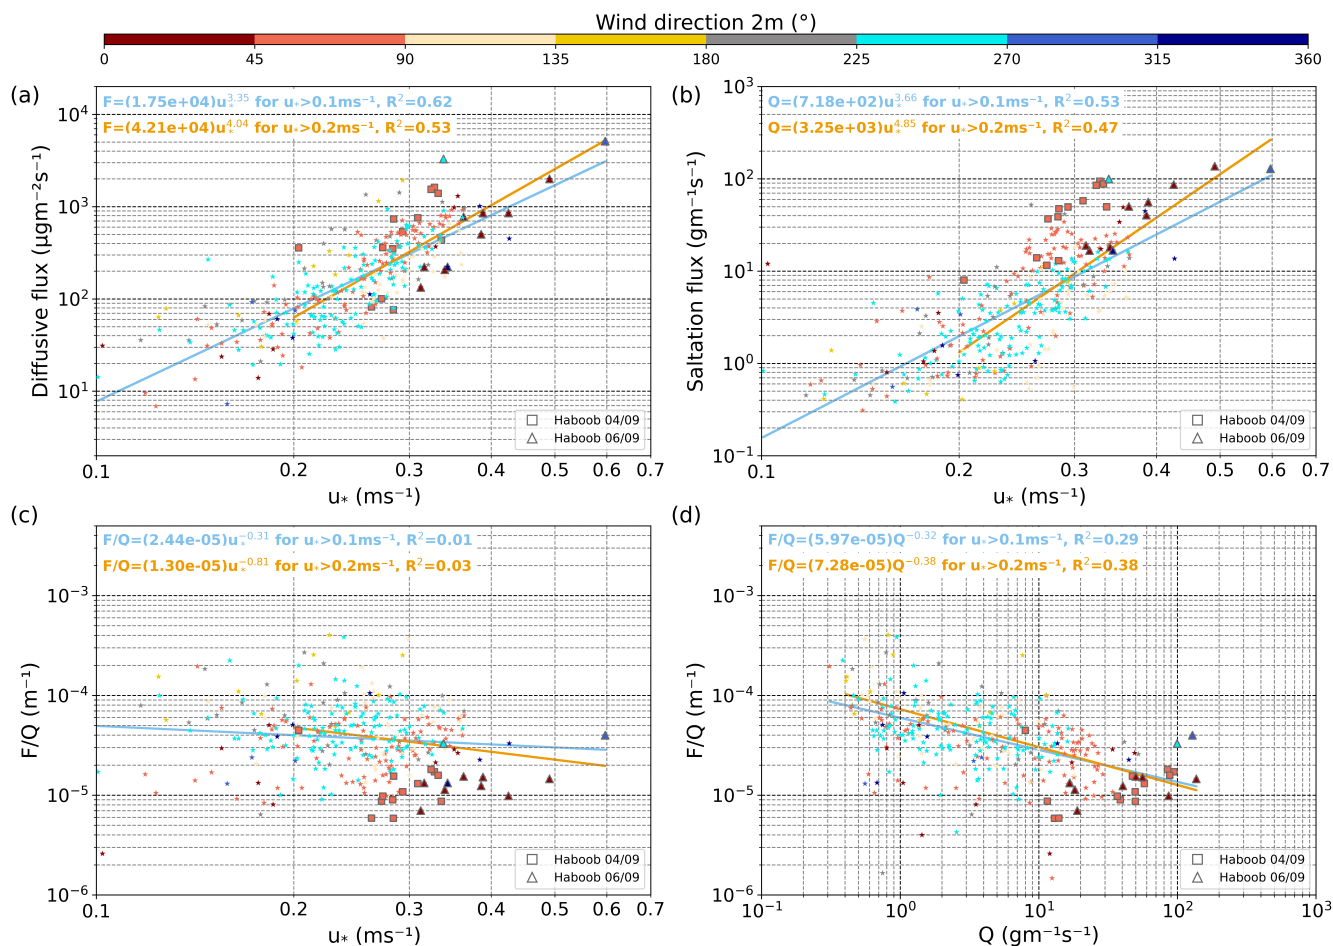 Wind direction 2m (°)
0 45 90 135 180 225 270 315 360
(a)
F=(1.75e+04)u*^3.35 for u*>0.1ms⁻¹, R²=0.62
F=(4.21e+04)u*^4.04 for u*>0.2ms⁻¹, R²=0.53
Diffusive flux (μgm⁻²s⁻¹)
10⁴
10³
10²
10¹
Haboob 04/09
Haboob 06/09
0.1 0.2 0.3 0.4 0.6 0.7
u* (ms⁻¹)
(b)
Q=(7.18e+02)u*^3.66 for u*>0.1ms⁻¹, R²=0.53
Q=(3.25e+03)u*^4.85 for u*>0.2ms⁻¹, R²=0.47
Saltation flux (gm⁻¹s⁻¹)
10³
10²
10¹
10⁰
10⁻¹
Haboob 04/09
Haboob 06/09
0.1 0.2 0.3 0.4 0.6 0.7
u* (ms⁻¹)
(c)
F/Q=(2.44e-05)u*^−0.31 for u*>0.1ms⁻¹, R²=0.01
F/Q=(1.30e-05)u*^−0.81 for u*>0.2ms⁻¹, R²=0.03
F/Q (m⁻¹)
10⁻³
10⁻⁴
10⁻⁵
10⁻⁶
Haboob 04/09
Haboob 06/09
0.1 0.2 0.3 0.4 0.6 0.7
u* (ms⁻¹)
(d)
F/Q=(5.97e-05)Q^−0.32 for u*>0.1ms⁻¹, R²=0.29
F/Q=(7.28e-05)Q^−0.38 for u*>0.2ms⁻¹, R²=0.38
F/Q (m⁻¹)
10⁻³
10⁻⁴
10⁻⁵
10⁻⁶
Haboob 04/09
Haboob 06/09
10⁻¹ 10⁰ 10¹ 10² 10³
Q (gm⁻¹s⁻¹)